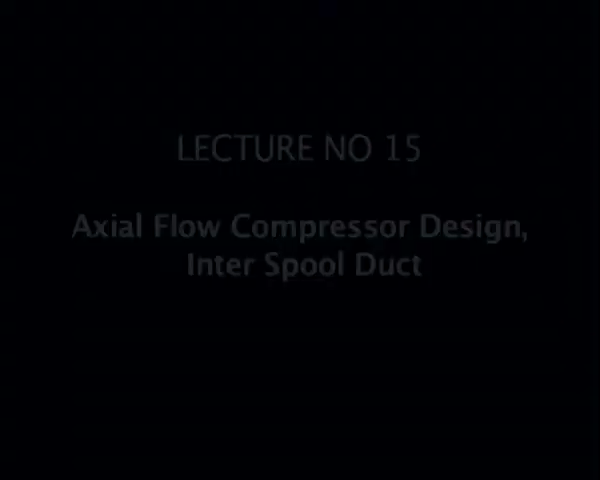 LECTURE NO 15
Axial Flow Compressor Design,
Inter Spool Duct